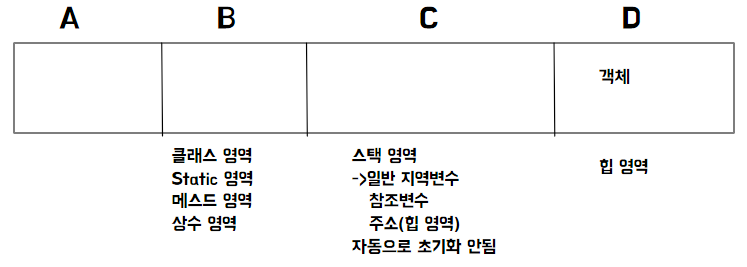 A B C D
객체
클래스 영역
Static 영역
메스드 영역
상수 영역
스택 영역
->일반 지역변수
참조변수
주소(힙 영역)
자동으로 초기화 안됨
힙 영역